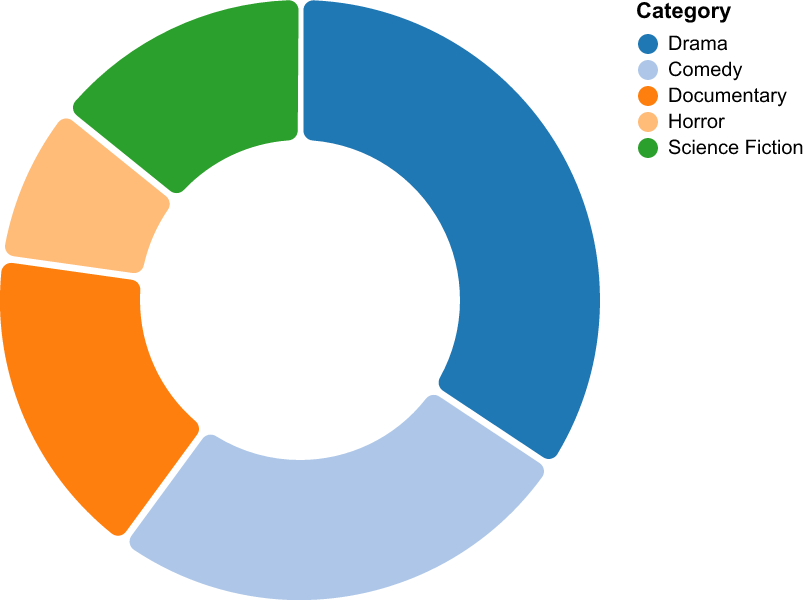 Category
Drama
Comedy
Documentary
Horror
Science Fiction